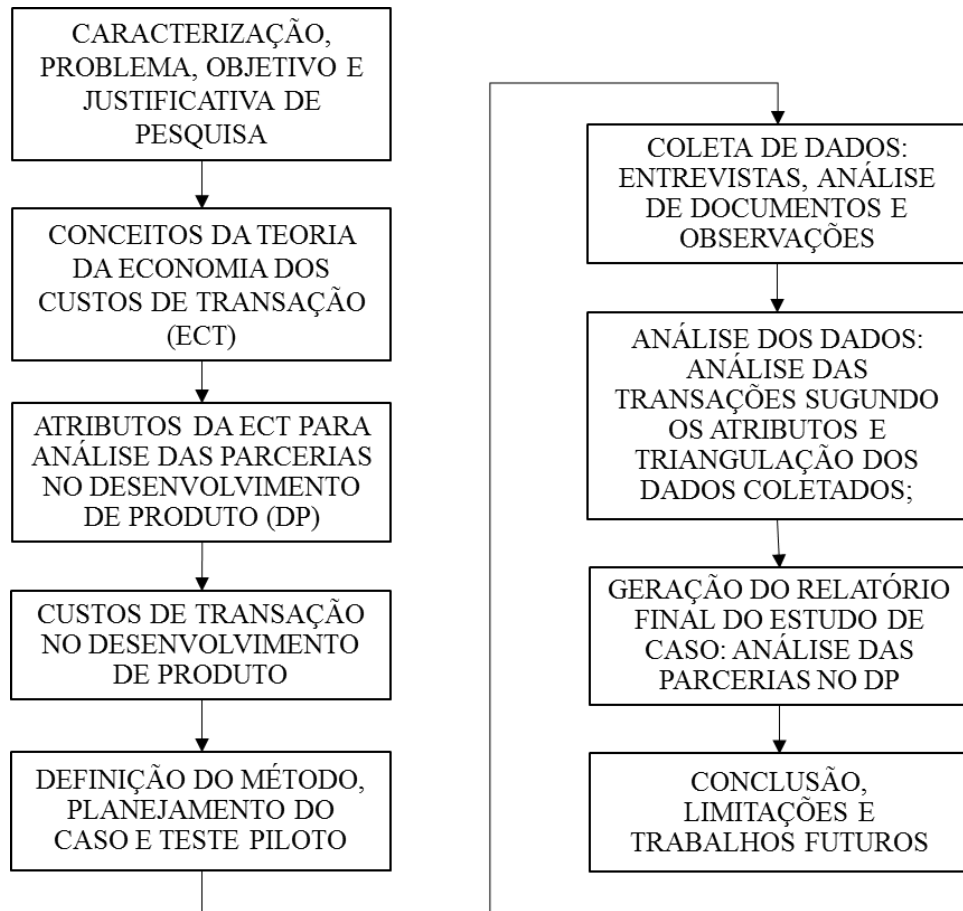 CARACTERIZAÇÃO,
PROBLEMA, OBJETIVO E
JUSTIFICATIVA DE
PESQUISA
CONCEITOS DA TEORIA
DA ECONOMIA DOS
CUSTOS DE TRANSAÇÃO
(ECT)
ATRIBUTOS DA ECT PARA
ANÁLISE DAS PARCERIAS
NO DESENVOLVIMENTO
DE PRODUTO (DP)
CUSTOS DE TRANSAÇÃO
NO DESENVOLVIMENTO
DE PRODUTO
DEFINIÇÃO DO MÉTODO,
PLANEJAMENTO DO
CASO E TESTE PILOTO
COLETA DE DADOS:
ENTREVISTAS, ANÁLISE
DE DOCUMENTOS E
OBSERVAÇÕES
ANÁLISE DOS DADOS:
ANÁLISE DAS
TRANSAÇÕES SUGUNDO
OS ATRIBUTOS E
TRIANGULAÇÃO DOS
DADOS COLETADOS;
GERAÇÃO DO RELATÓRIO
FINAL DO ESTUDO DE
CASO: ANÁLISE DAS
PARCERIAS NO DP
CONCLUSÃO,
LIMITAÇÕES E
TRABALHOS FUTUROS